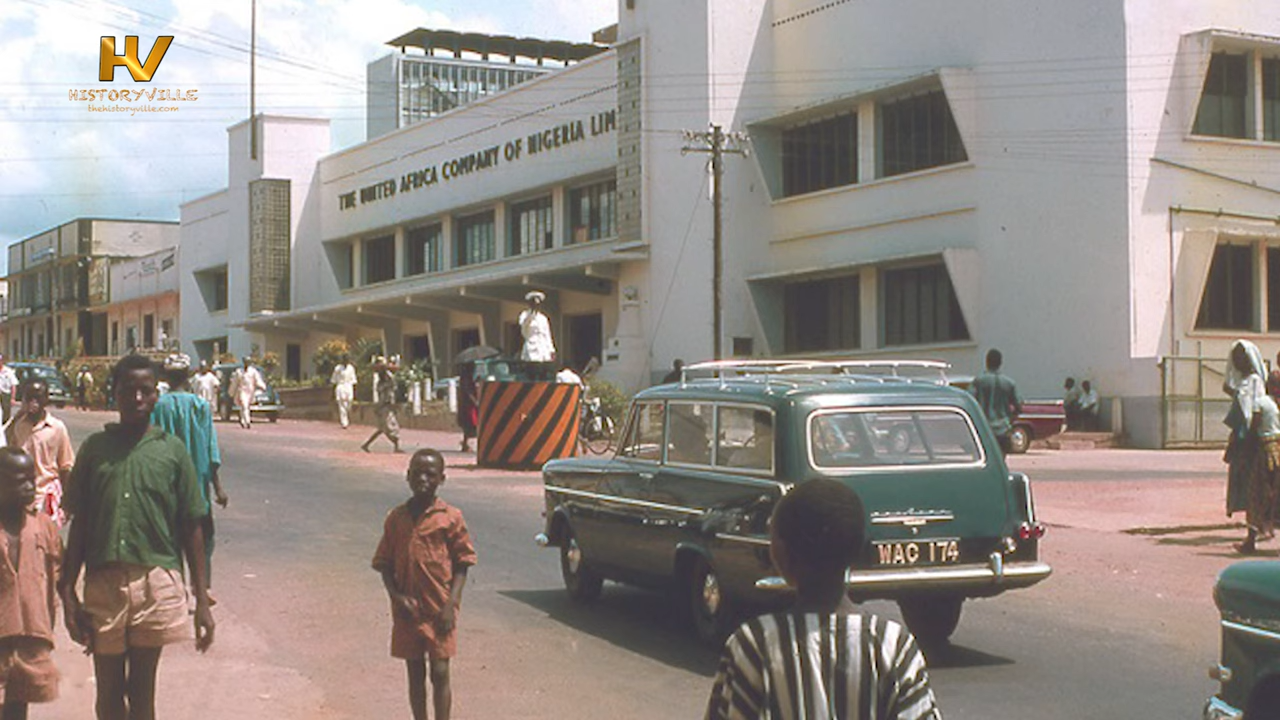 HV
HISTORYVILLE
thehistoryville.com
THE UNITED AFRICA COMPANY OF NIGERIA LIM
WAC 174